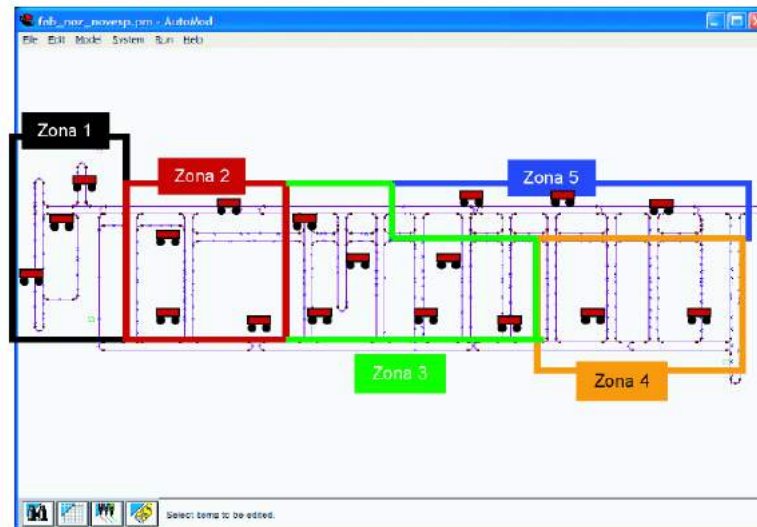 fab_noz_novesp.pm - AutoMod
File Edit Model System Run Help
Zona 1
Zona 2
Zona 5
Zona 3
Zona 4
Select items to be edited.